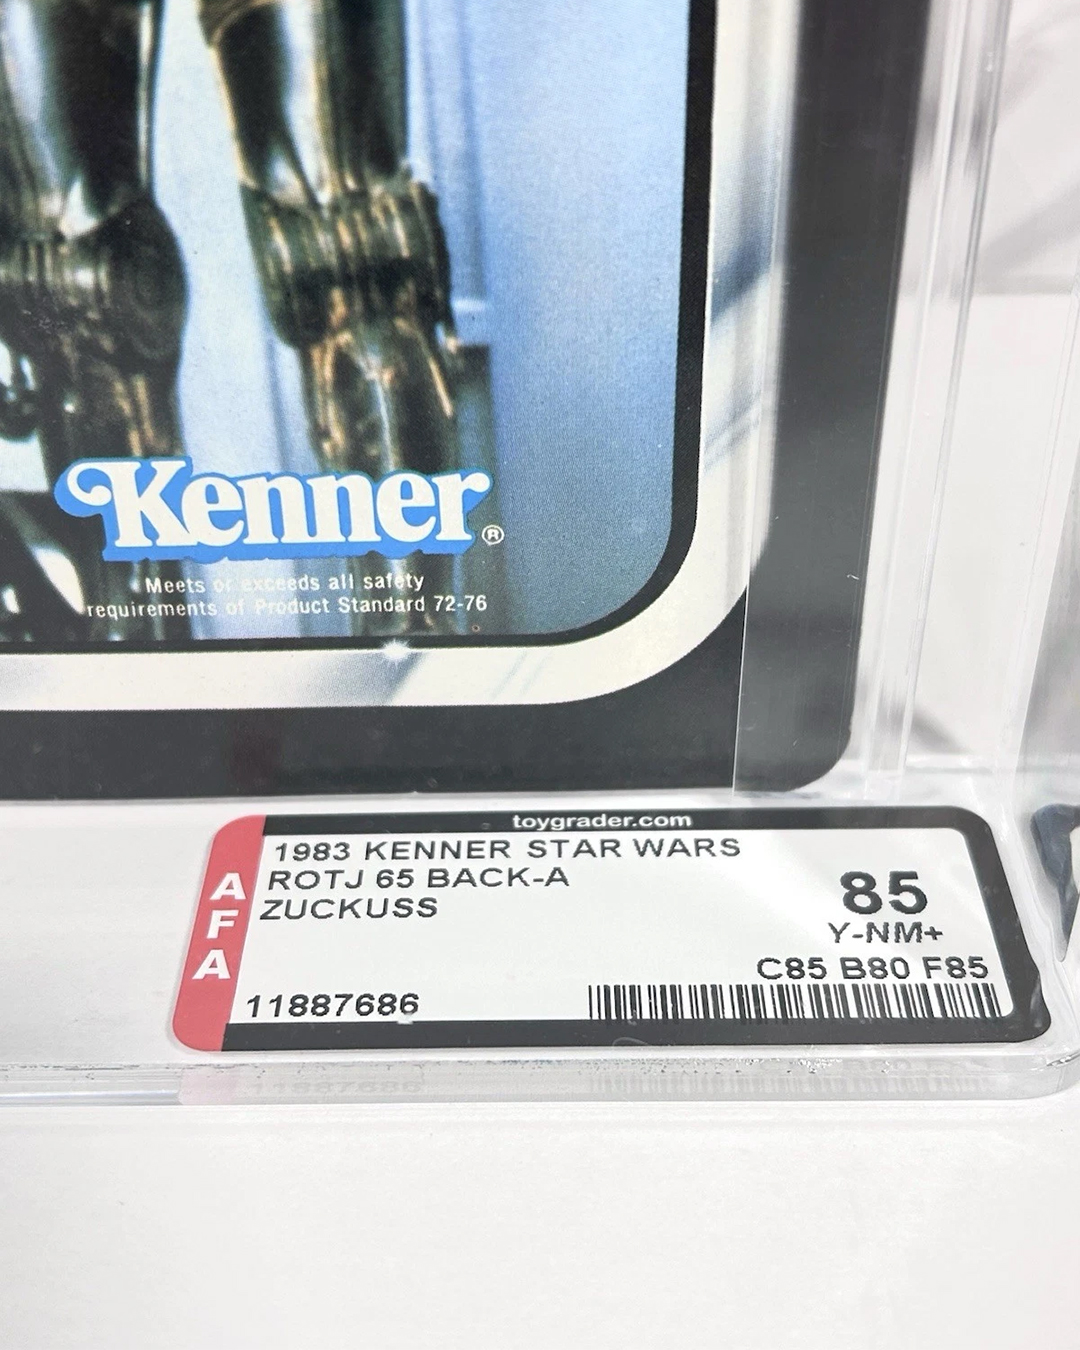 Kenner®
Meets or exceeds all safety
requirements of Product Standard 72-76
toygrader.com
1983 KENNER STAR WARS
ROTJ 65 BACK-A
ZUCKUSS
AFA
85
Y-NM+
C85 B80 F85
11887686